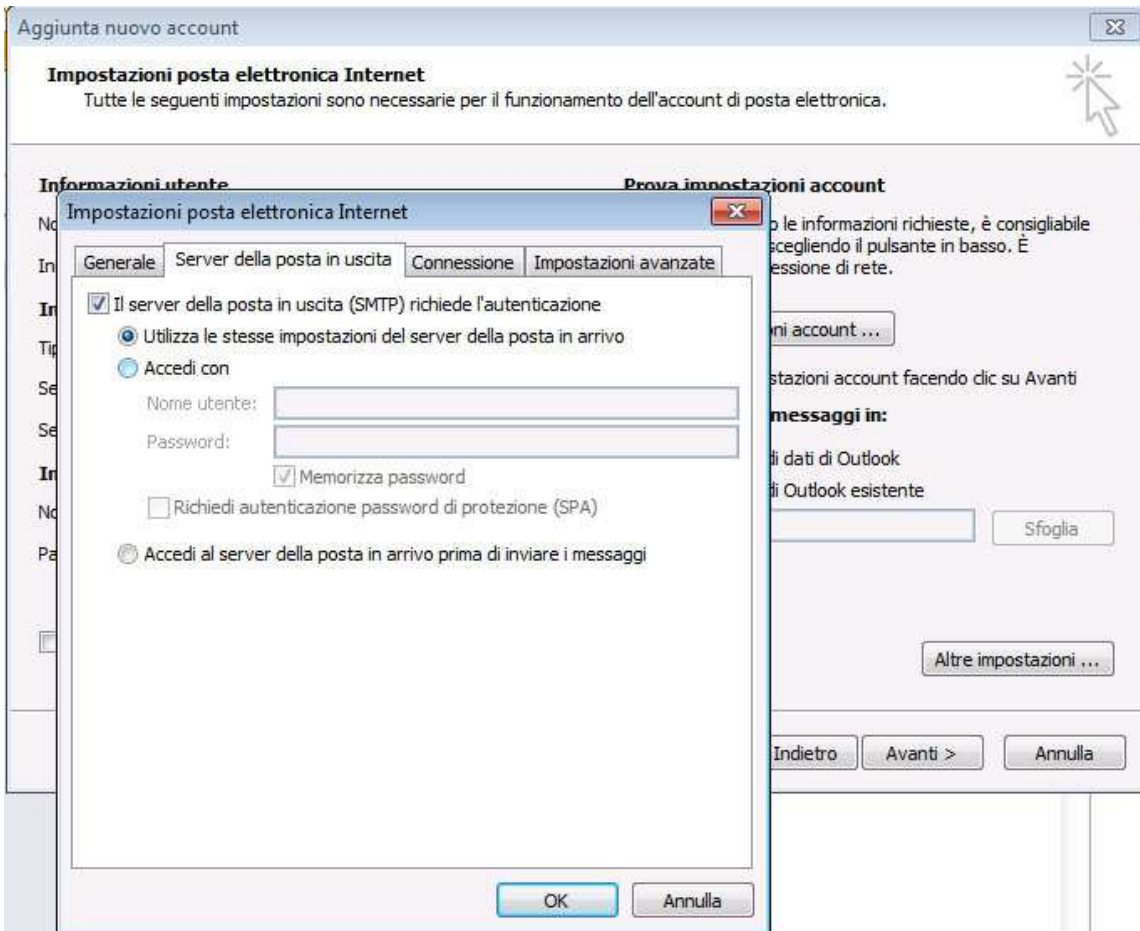 Aggiunta nuovo account
Impostazioni posta elettronica Internet
Tutte le seguenti impostazioni sono necessarie per il funzionamento dell'account di posta elettronica.
Informazioni utente
Prova impostazioni account
le informazioni richieste, è consigliabile
scegliendo il pulsante in basso. È
di rete.
account ...
account facendo clic su Avanti
messaggi in:
di dati di Outlook
di Outlook esistente
Sfoglia
Altre impostazioni ...
Indietro
Avanti >
Annulla
Impostazioni posta elettronica Internet
Generale
Server della posta in uscita
Connessione
Impostazioni avanzate
Il server della posta in uscita (SMTP) richiede l'autenticazione
Utilizza le stesse impostazioni del server della posta in arrivo
Accedi con
Nome utente:
Password:
Memorizza password
Richiedi autenticazione password di protezione (SPA)
Accedi al server della posta in arrivo prima di inviare i messaggi
OK
Annulla